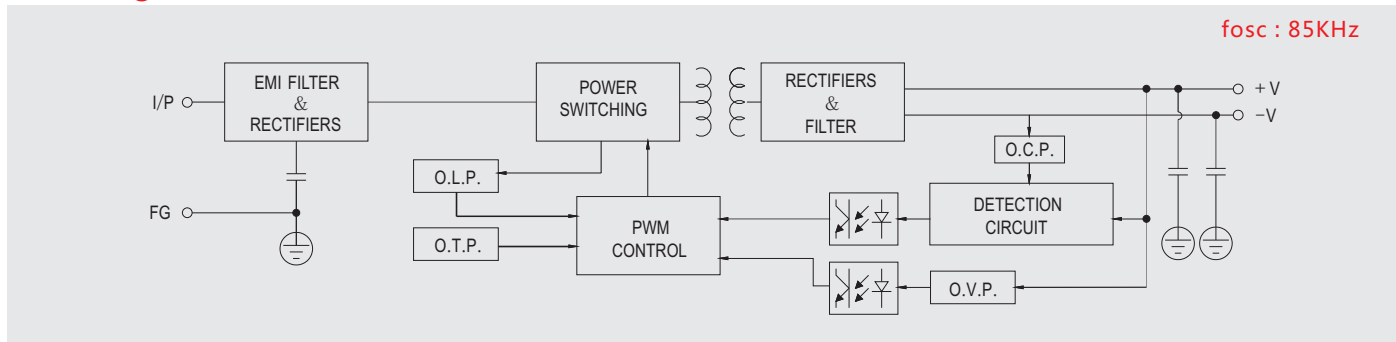 fosc : 85KHz
I/P
EMI FILTER
&
RECTIFIERS
POWER
SWITCHING
RECTIFIERS
&
FILTER
+V
−V
O.C.P.
O.L.P.
FG
DETECTION
CIRCUIT
PWM
CONTROL
O.T.P.
O.V.P.